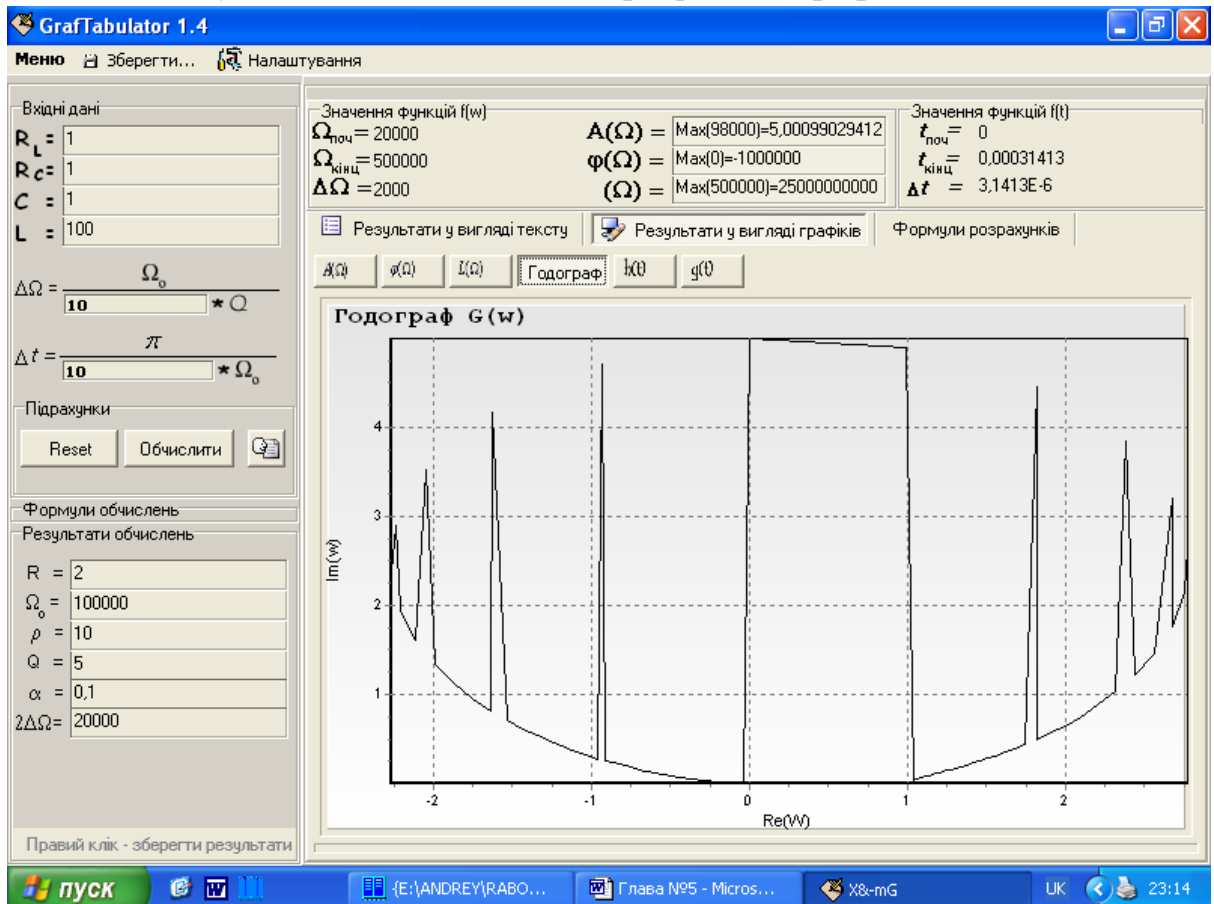 GrafTabulator 1.4
Меню Зберегти... Налаштування
Вхідні дані
R L = 1
R C = 1
C = 1
L = 100
ΔΩ = Ωo
10 * Q
Δt = π
10 * Ωo
Підрахунки
Reset Обчислити
Формули обчислень
Результати обчислень
R = 2
Ωo = 100000
ρ = 10
Q = 5
α = 0,1
2ΔΩ= 20000
Правий клік - зберегти результати
Значення функцій f(w)
Ωпоч = 20000
Ωкінц = 500000
ΔΩ = 2000
A(Ω) = Max(98000)=5,00099029412
φ(Ω) = Max(0)=-1000000
(Ω) = Max(500000)=25000000000
Значення функцій f(t)
tпоч = 0
tкінц = 0,00031413
Δt = 3,1413E-6
Результати у вигляді тексту Результати у вигляді графіків Формули розрахунків
A(Ω) φ(Ω) L(Ω) Годограф h(t) g(t)
Годограф G(w)
4
3
2
1
Im(w)
-2 -1 0 1 2
Re(W)
пуск {E:\ANDREY\RABO... Глава №5 - Micros... X&-mG UK 23:14